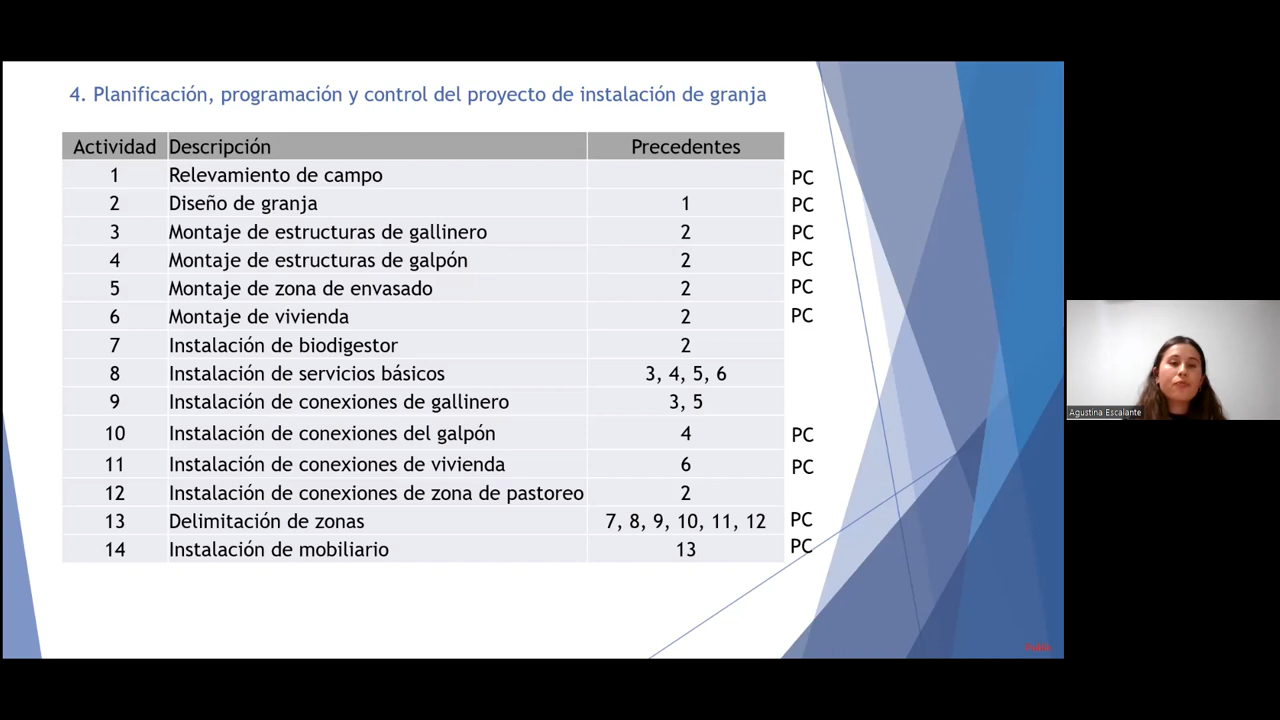 4. Planificación, programación y control del proyecto de instalación de granja
Actividad Descripción Precedentes
1 Relevamiento de campo PC
2 Diseño de granja 1 PC
3 Montaje de estructuras de gallinero 2 PC
4 Montaje de estructuras de galpón 2 PC
5 Montaje de zona de envasado 2 PC
6 Montaje de vivienda 2 PC
7 Instalación de biodigestor 2
8 Instalación de servicios básicos 3, 4, 5, 6
9 Instalación de conexiones de gallinero 3, 5
10 Instalación de conexiones del galpón 4 PC
11 Instalación de conexiones de vivienda 6 PC
12 Instalación de conexiones de zona de pastoreo 2
13 Delimitación de zonas 7, 8, 9, 10, 11, 12 PC
14 Instalación de mobiliario 13 PC
Agustina Escalante